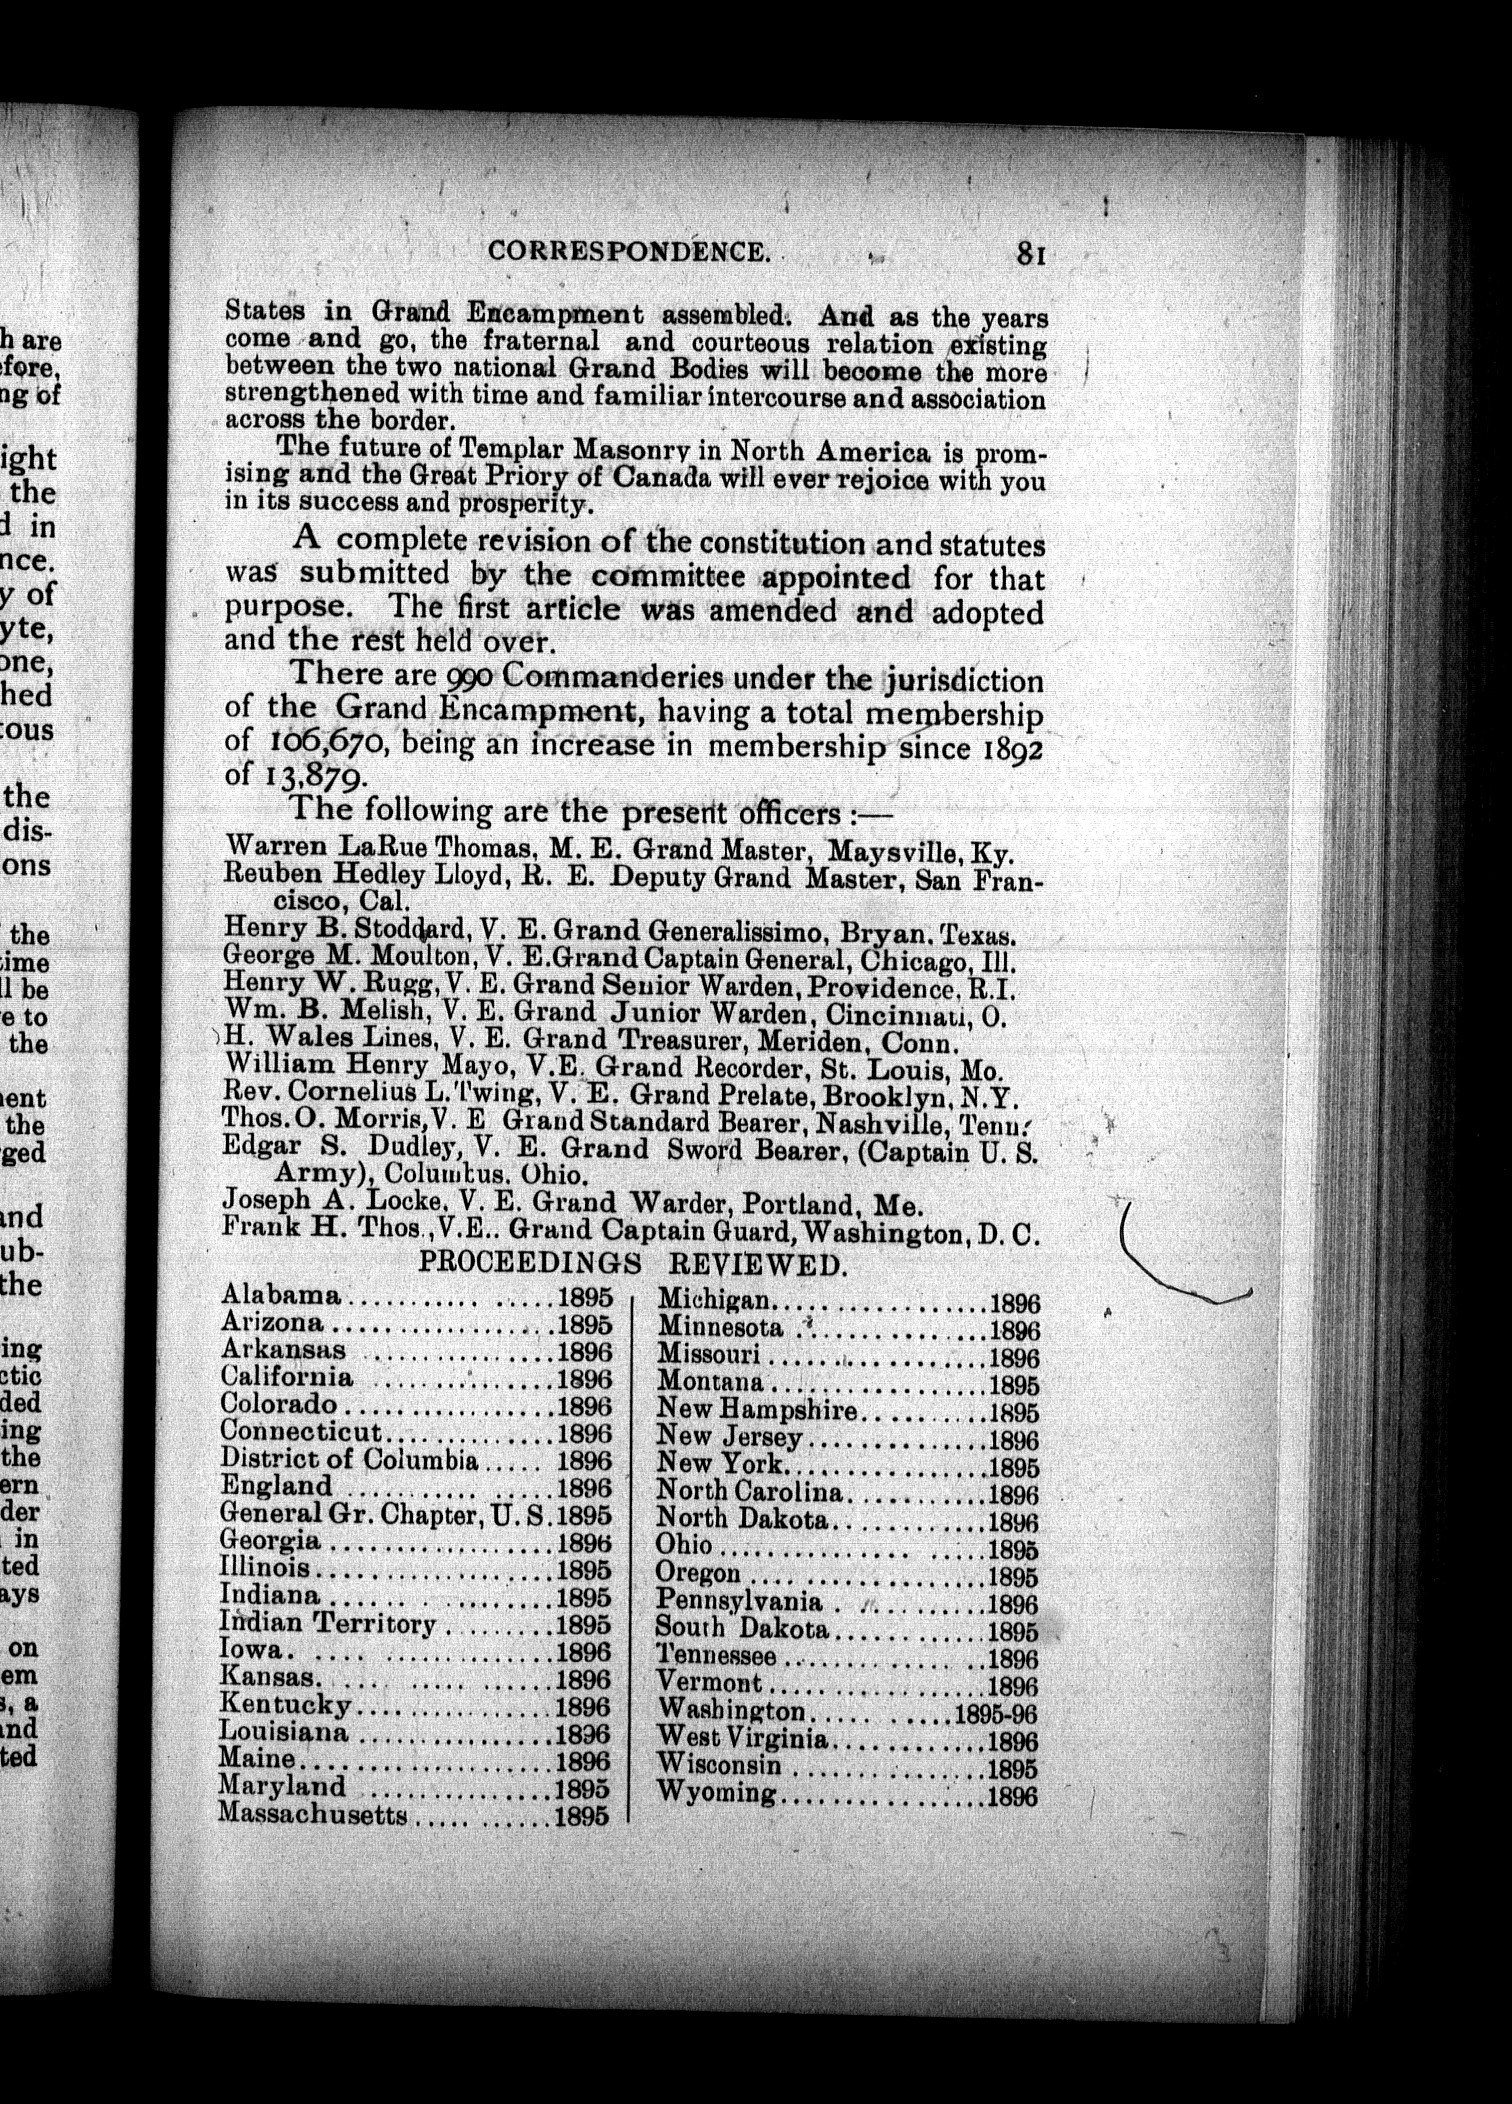 CORRESPONDENCE. 81
States in Grand Encampment assembled. And as the years
come and go, the fraternal and courteous relation existing
between the two national Grand Bodies will become the more
strengthened with time and familiar intercourse and association
across the border.
The future of Templar Masonry in North America is prom-
ising and the Great Priory of Canada will ever rejoice with you
in its success and prosperity.
A complete revision of the constitution and statutes
was submitted by the committee appointed for that
purpose. The first article was amended and adopted
and the rest held over.
There are 990 Commanderies under the jurisdiction
of the Grand Encampment, having a total membership
of 106,670, being an increase in membership since 1892
of 13,879.
The following are the present officers :—
Warren LaRue Thomas, M. E. Grand Master, Maysville, Ky.
Reuben Hedley Lloyd, R. E. Deputy Grand Master, San Fran-
cisco, Cal.
Henry B. Stoddard, V. E. Grand Generalissimo, Bryan. Texas.
George M. Moulton, V. E.Grand Captain General, Chicago, Ill.
Henry W. Rugg, V. E. Grand Senior Warden, Providence. R.I.
Wm. B. Melish, V. E. Grand Junior Warden, Cincinnati, O.
H. Wales Lines, V. E. Grand Treasurer, Meriden, Conn.
William Henry Mayo, V.E. Grand Recorder, St. Louis, Mo.
Rev. Cornelius L. Twing, V. E. Grand Prelate, Brooklyn, N.Y.
Thos. O. Morris, V. E Grand Standard Bearer, Nashville, Tenn.
Edgar S. Dudley, V. E. Grand Sword Bearer, (Captain U. S.
Army), Columbus. Ohio.
Joseph A. Locke, V. E. Grand Warder, Portland, Me.
Frank H. Thos., V.E.. Grand Captain Guard, Washington, D. C.
PROCEEDINGS REVIEWED.
Alabama................1895
Arizona................1895
Arkansas...............1896
California.............1896
Colorado...............1896
Connecticut............1896
District of Columbia..... 1896
England................1896
General Gr. Chapter, U. S.1895
Georgia................1896
Illinois...............1895
Indiana................1895
Indian Territory.........1895
Iowa...................1896
Kansas.................1896
Kentucky...............1896
Louisiana..............1896
Maine..................1896
Maryland...............1895
Massachusetts...........1895
Michigan...............1896
Minnesota..............1896
Missouri...............1896
Montana................1895
New Hampshire..........1895
New Jersey.............1896
New York...............1895
North Carolina.........1896
North Dakota...........1896
Ohio...................1895
Oregon.................1895
Pennsylvania...........1896
South Dakota...........1895
Tennessee..............1896
Vermont................1896
Washington..........1895-96
West Virginia..........1896
Wisconsin..............1895
Wyoming................1896